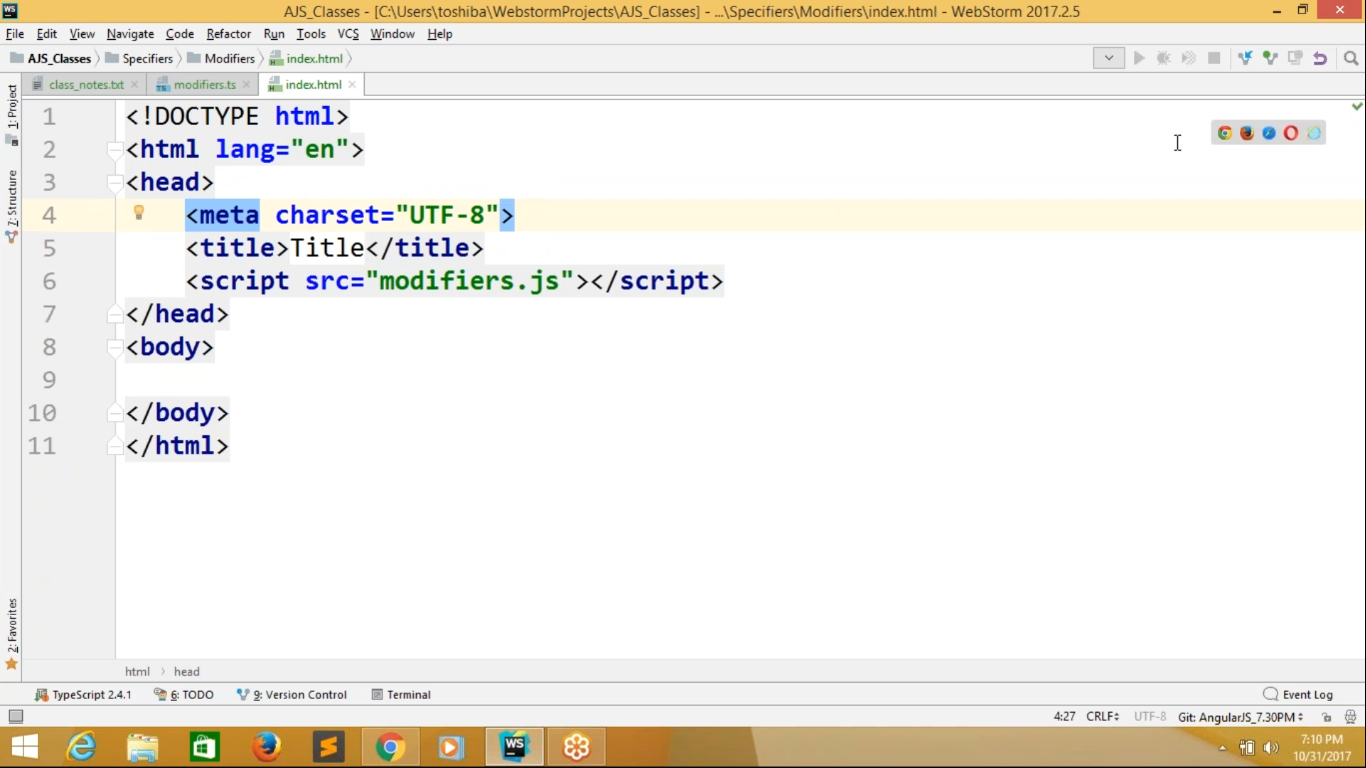 WS
AJS_Classes - [C:\Users\toshiba\WebstormProjects\AJS_Classes] - ...\Specifiers\Modifiers\index.html - WebStorm 2017.2.5
File Edit View Navigate Code Refactor Run Tools VCS Window Help
AJS_Classes Specifiers Modifiers index.html
class_notes.txt modifiers.ts index.html
1: Project
Z: Structure
2: Favorites
1 <!DOCTYPE html>
2 <html lang="en">
3 <head>
4 <meta charset="UTF-8">
5 <title>Title</title>
6 <script src="modifiers.js"></script>
7 </head>
8 <body>
9
10 </body>
11 </html>
html head
TypeScript 2.4.1 6: TODO 9: Version Control Terminal Event Log
4:27 CRLF UTF-8 Git: AngularJS_7.30PM
WS
7:10 PM
10/31/2017